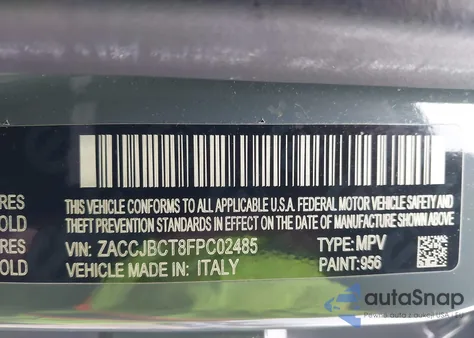 THIS VEHICLE CONFORMS TO ALL APPLICABLE U.S.A. FEDERAL MOTOR VEHICLE SAFETY AND
RES
THEFT PREVENTION STANDARDS IN EFFECT ON THE DATE OF MANUFACTURE SHOWN ABOVE.
OLD
VIN: ZACCJBCT8FPC02485 TYPE: MPV
RES
VEHICLE MADE IN: ITALY PAINT: 956
OLD
autoSnap